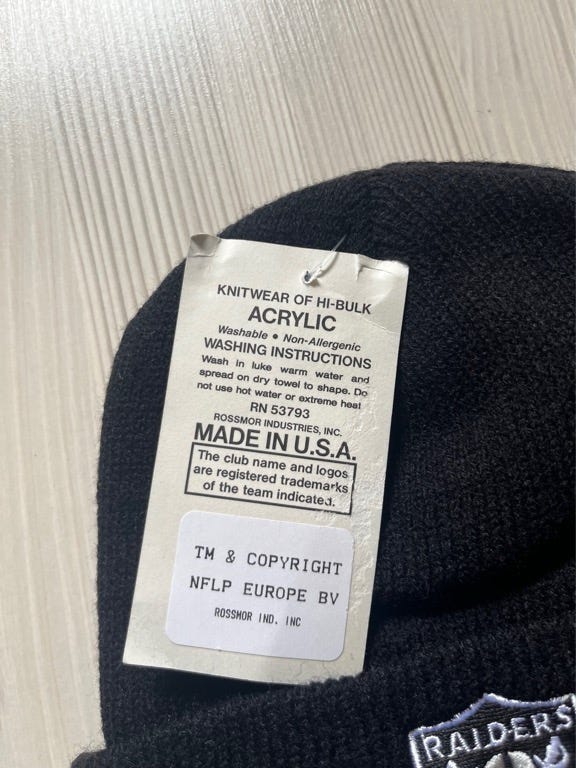 KNITWEAR OF HI-BULK
ACRYLIC
Washable • Non-Allergenic
WASHING INSTRUCTIONS
Wash in luke warm water and
spread on dry towel to shape. Do
not use hot water or extreme heat
RN 53793
ROSSMOR INDUSTRIES, INC.
MADE IN U.S.A.
The club name and logos
are registered trademarks
of the team indicated.
TM & COPYRIGHT
NFLP EUROPE BV
ROSSMOR IND. INC
RAIDERS